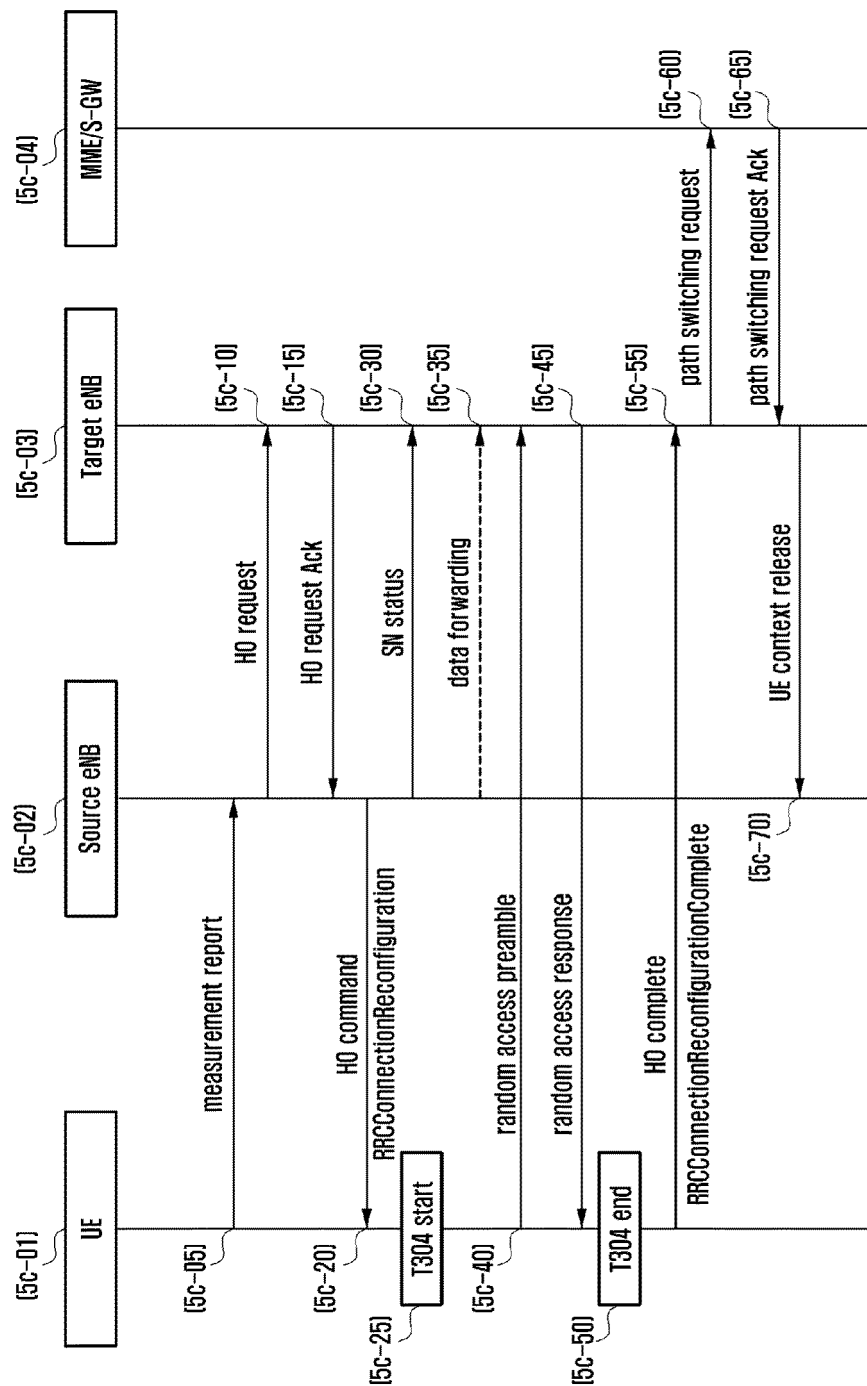 (5c-01)
UE
(5c-02)
Source eNB
(5c-03)
Target eNB
(5c-04)
MME/S-GW
(5c-05)
measurement report
HO request
(5c-10)
HO request Ack
(5c-15)
(5c-20)
HO command
RRCConnectionReconfiguration
(5c-25)
T304 start
SN status
(5c-30)
data forwarding
(5c-35)
(5c-40)
random access preamble
random access response
(5c-45)
(5c-50)
T304 end
HO complete
RRCConnectionReconfigurationComplete
(5c-55)
path switching request
(5c-60)
path switching request Ack
(5c-65)
UE context release
(5c-70)